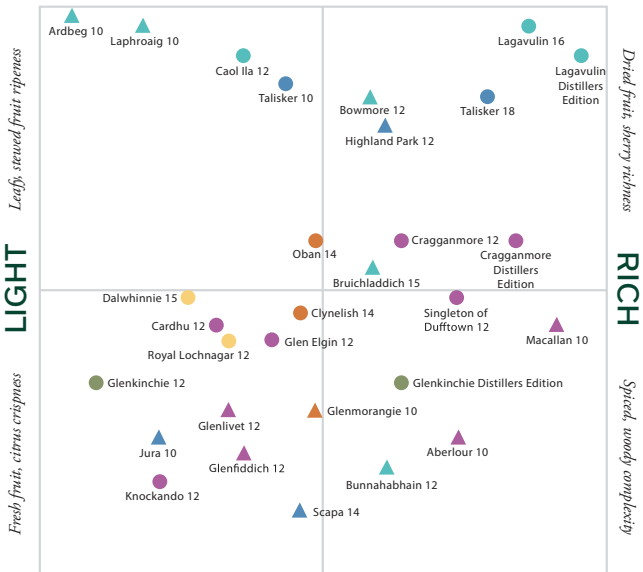 Ardbeg 10
Laphroaig 10
Lagavulin 16
Caol Ila 12
Lagavulin
Distillers
Edition
Talisker 10
Bowmore 12
Talisker 18
Highland Park 12
Leafy, stewed fruit ripeness
Dried fruit, sherry richness
Oban 14
Cragganmore 12
Cragganmore
Distillers
Edition
Bruichladdich 15
LIGHT
RICH
Dalwhinnie 15
Clynelish 14
Singleton of
Dufftown 12
Cardhu 12
Glen Elgin 12
Macallan 10
Royal Lochnagar 12
Glenkinchie 12
Glenkinchie Distillers Edition
Glenlivet 12
Glenmorangie 10
Jura 10
Glenfiddich 12
Aberlour 10
Knockando 12
Bunnahabhain 12
Scapa 14
Fresh fruit, citrus crispness
Spiced, woody complexity